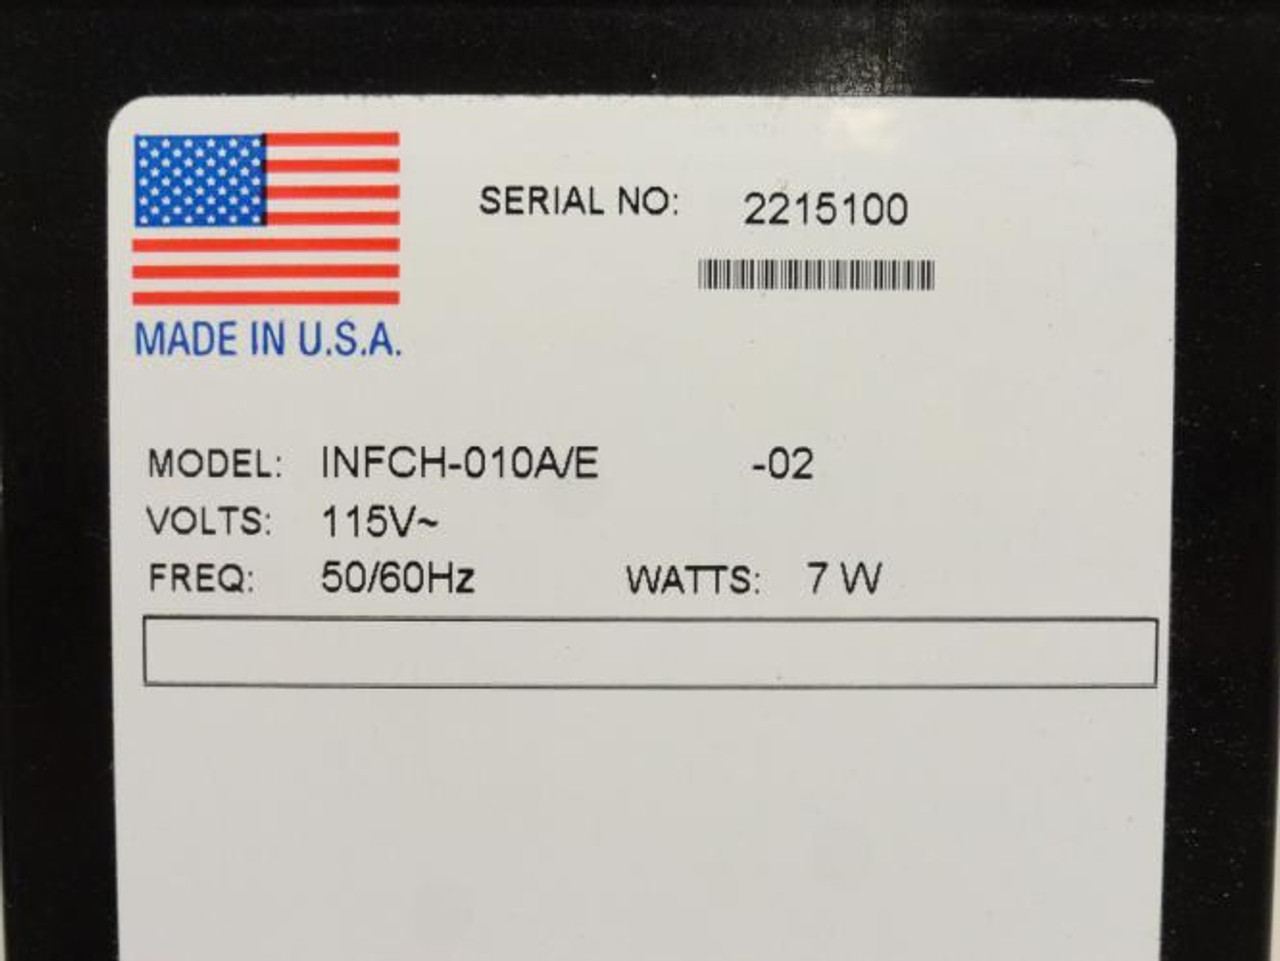 SERIAL NO: 2215100
MADE IN U.S.A.
MODEL: INFCH-010A/E -02
VOLTS: 115V~
FREQ: 50/60Hz WATTS: 7 W